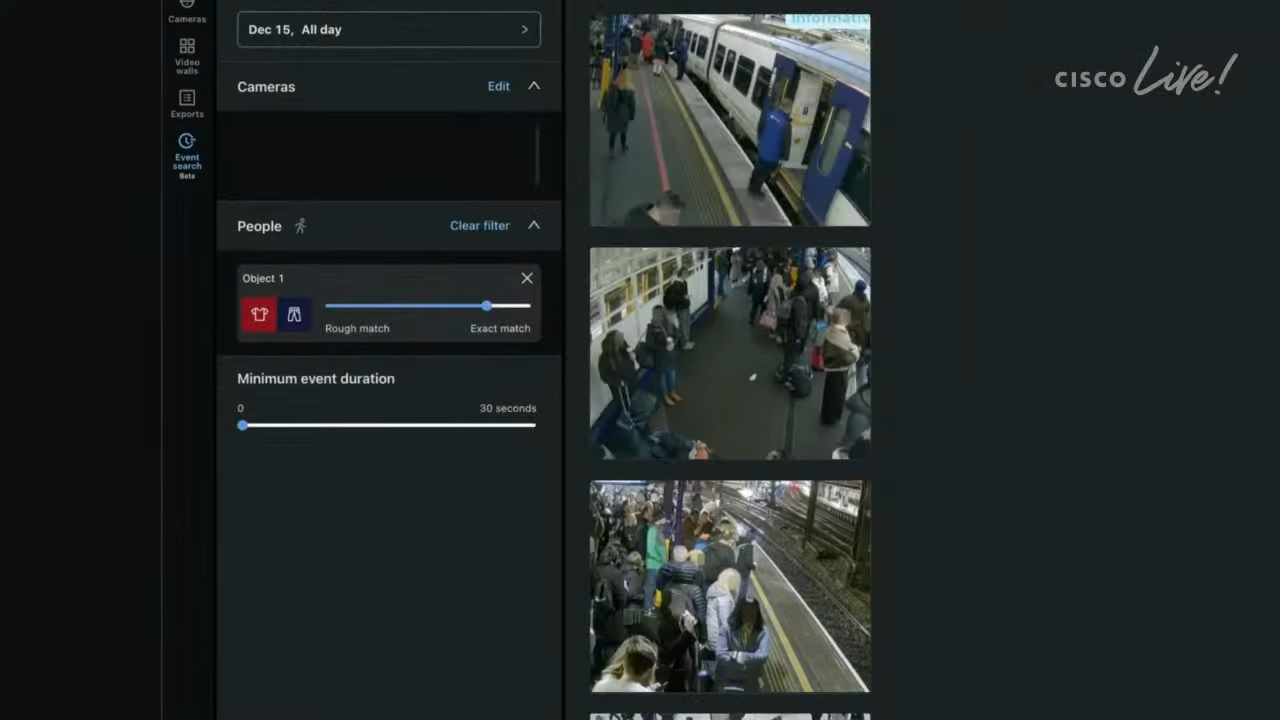 Cameras
Video
walls
Exports
Event
search
Beta
Dec 15, All day
Cameras
Edit
People
Clear filter
Object 1
Rough match
Exact match
Minimum event duration
0
30 seconds
Informativ
CISCO Live!